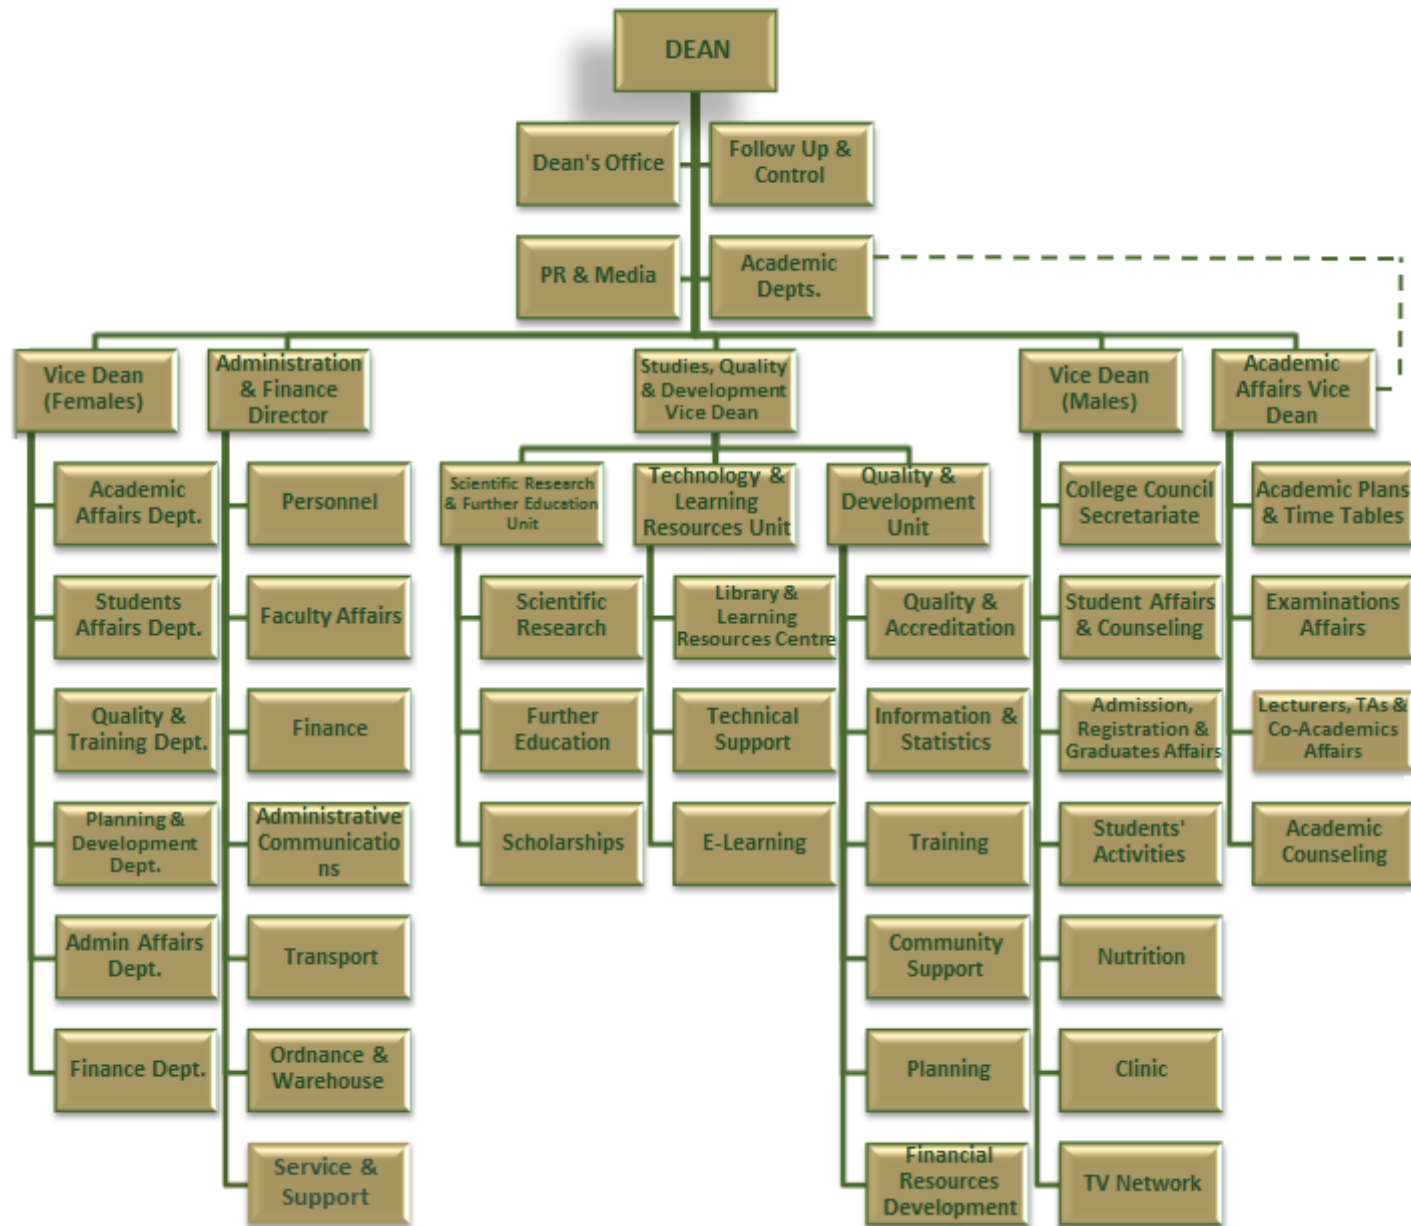 DEAN
Dean's Office
Follow Up &
Control
PR & Media
Academic
Depts.
Vice Dean
(Females)
Administration
& Finance
Director
Studies, Quality
& Development
Vice Dean
Vice Dean
(Males)
Academic
Affairs Vice
Dean
Academic
Affairs Dept.
Students
Affairs Dept.
Quality &
Training Dept.
Planning &
Development
Dept.
Admin Affairs
Dept.
Finance Dept.
Personnel
Faculty Affairs
Finance
Administrative
Communicatio
ns
Transport
Ordnance &
Warehouse
Service &
Support
Scientific Research
& Further Education
Unit
Scientific
Research
Further
Education
Scholarships
Technology &
Learning
Resources Unit
Library &
Learning
Resources Centre
Technical
Support
E-Learning
Quality &
Development
Unit
Quality &
Accreditation
Information &
Statistics
Training
Community
Support
Planning
Financial
Resources
Development
College Council
Secretariate
Student Affairs
& Counseling
Admission,
Registration &
Graduates Affairs
Students'
Activities
Nutrition
Clinic
TV Network
Academic Plans
& Time Tables
Examinations
Affairs
Lecturers, TAs &
Co-Academics
Affairs
Academic
Counseling